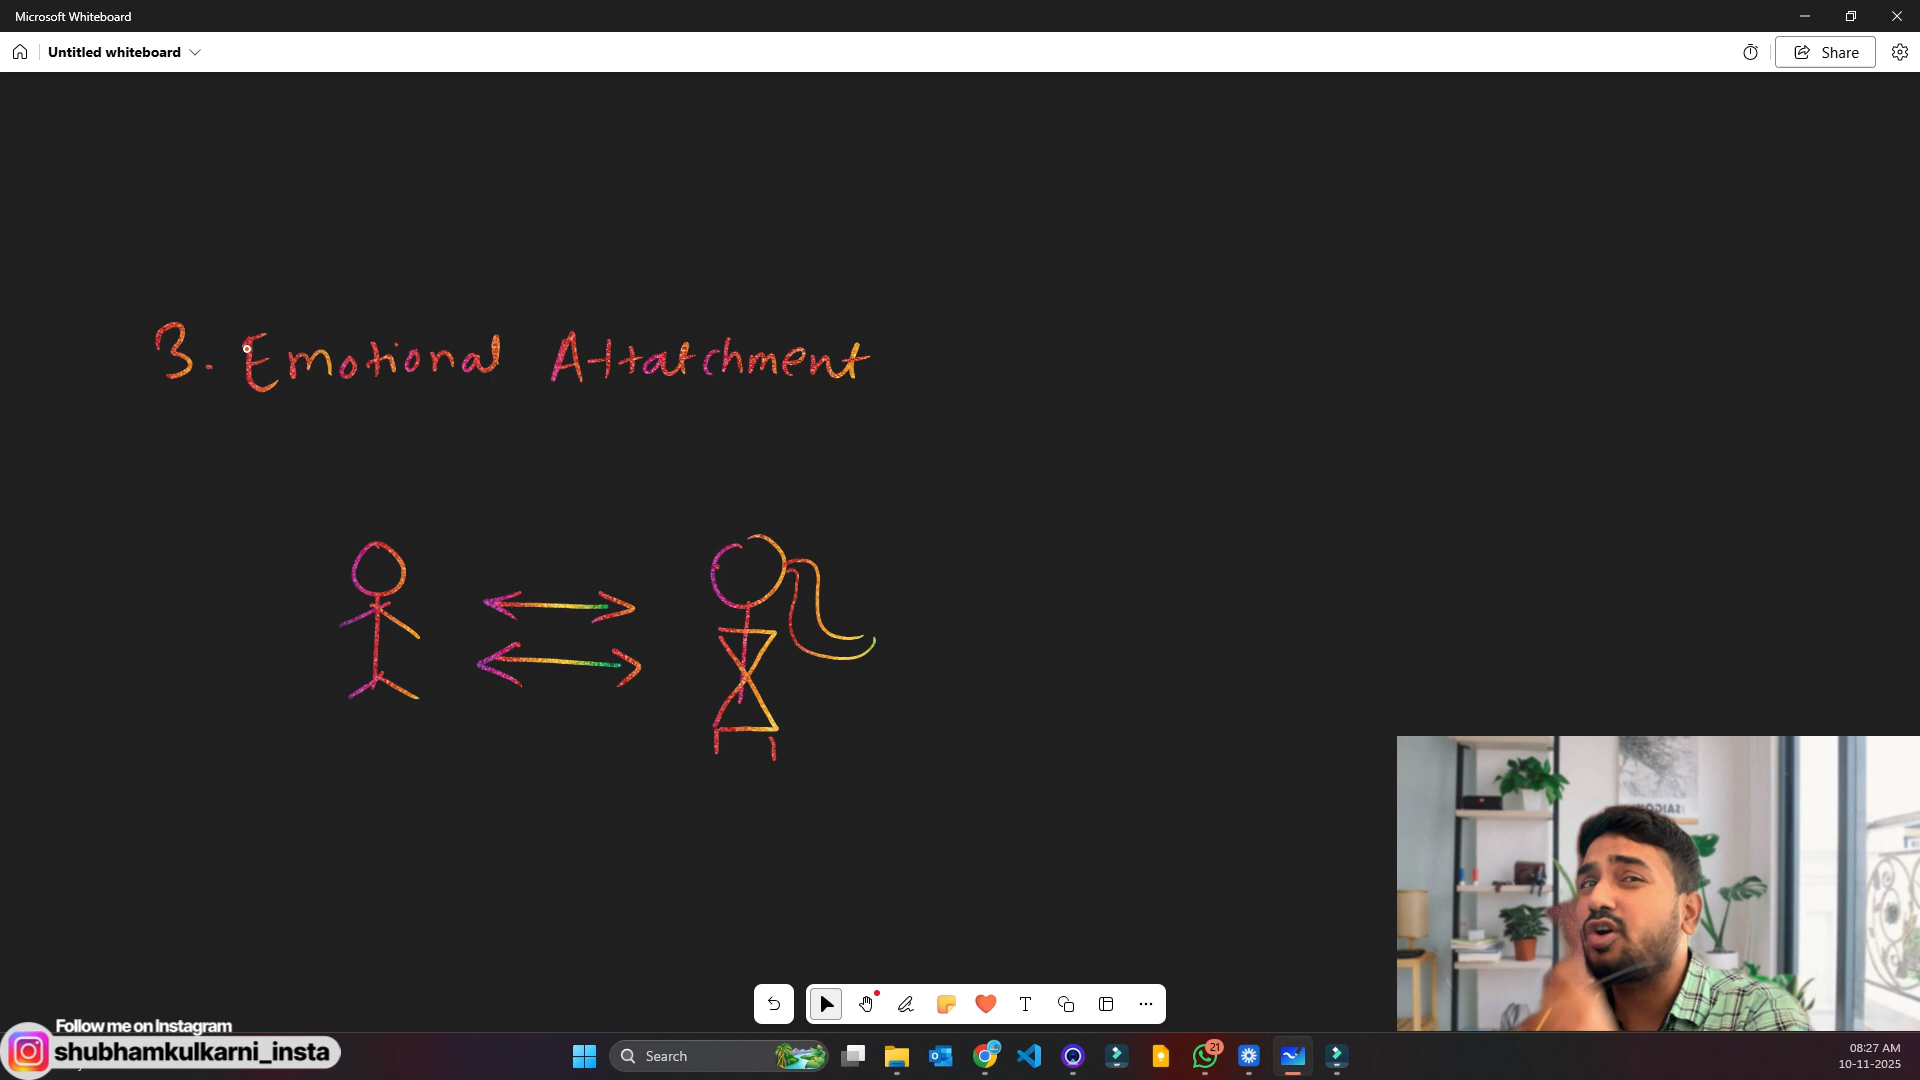 Microsoft Whiteboard
Untitled whiteboard
Share
3. Emotional Attatchment
Follow me on Instagram
shubhamkulkarni_insta
Search
21
08:27 AM
10-11-2025